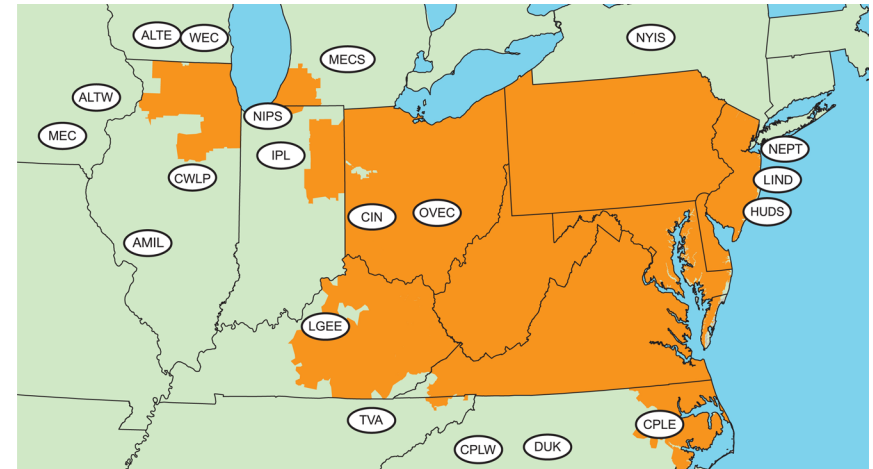 ALTE
WEC
MECS
NYIS
ALTW
NIPS
MEC
IPL
NEPT
CWLP
LIND
CIN
OVEC
HUDS
AMIL
LGEE
TVA
CPLE
CPLW
DUK